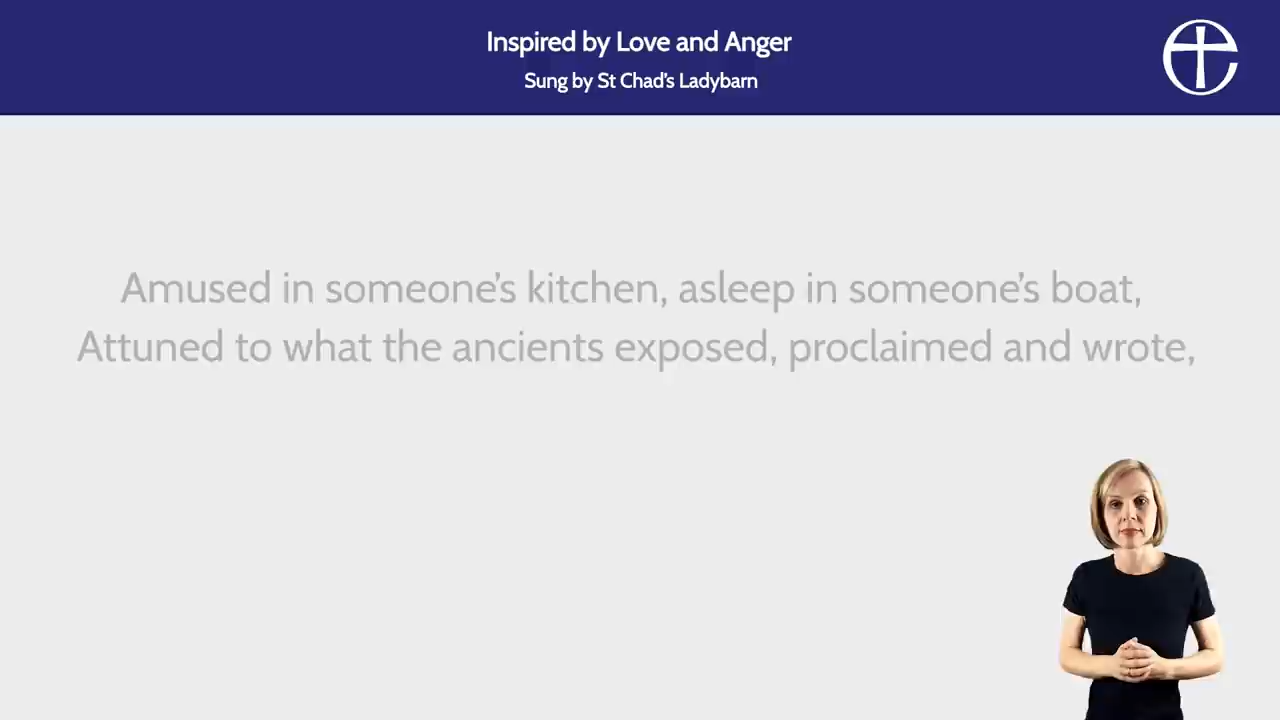 Inspired by Love and Anger
Sung by St Chad's Ladybarn
Amused in someone's kitchen, asleep in someone's boat,
Attuned to what the ancients exposed, proclaimed and wrote,